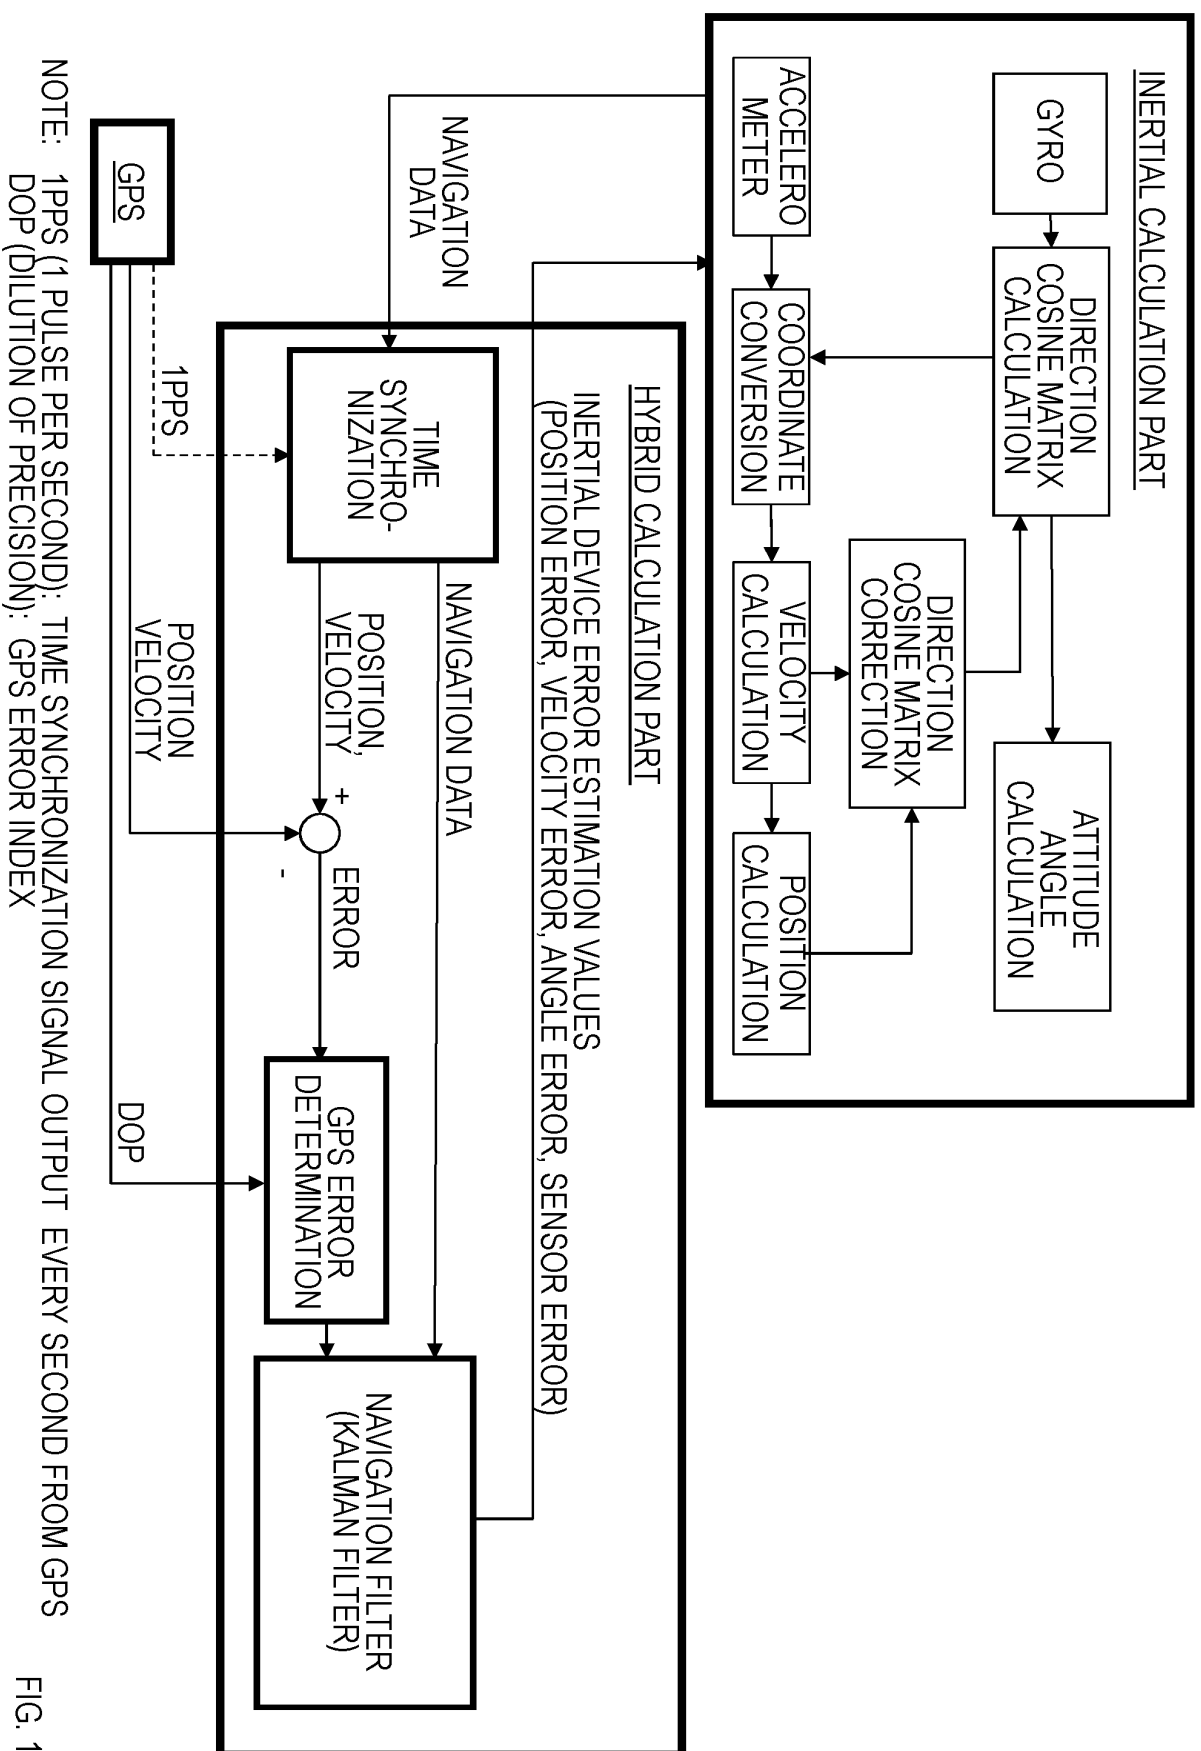 INERTIAL CALCULATION PART
GYRO
DIRECTION
COSINE MATRIX
CALCULATION
ATTITUDE
ANGLE
CALCULATION
DIRECTION
COSINE MATRIX
CORRECTION
ACCELERO
METER
COORDINATE
CONVERSION
VELOCITY
CALCULATION
POSITION
CALCULATION
NAVIGATION
DATA
HYBRID CALCULATION PART
INERTIAL DEVICE ERROR ESTIMATION VALUES
(POSITION ERROR, VELOCITY ERROR, ANGLE ERROR, SENSOR ERROR)
TIME
SYNCHRO-
NIZATION
NAVIGATION DATA
POSITION,
VELOCITY
+
-
ERROR
GPS ERROR
DETERMINATION
NAVIGATION FILTER
(KALMAN FILTER)
GPS
1PPS
POSITION
VELOCITY
DOP
NOTE: 1PPS (1 PULSE PER SECOND): TIME SYNCHRONIZATION SIGNAL OUTPUT EVERY SECOND FROM GPS
DOP (DILUTION OF PRECISION): GPS ERROR INDEX
FIG. 1